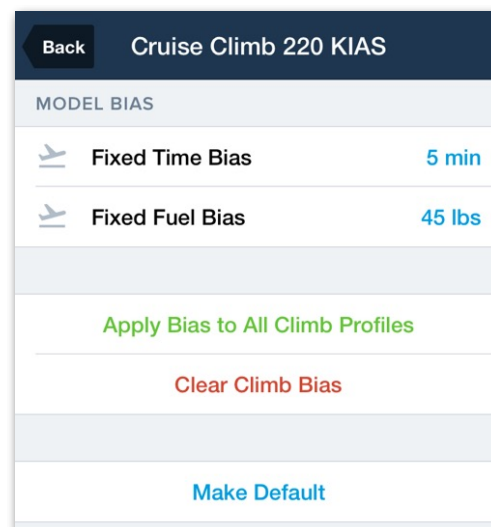 Back
Cruise Climb 220 KIAS
MODEL BIAS
Fixed Time Bias 5 min
Fixed Fuel Bias 45 lbs
Apply Bias to All Climb Profiles
Clear Climb Bias
Make Default